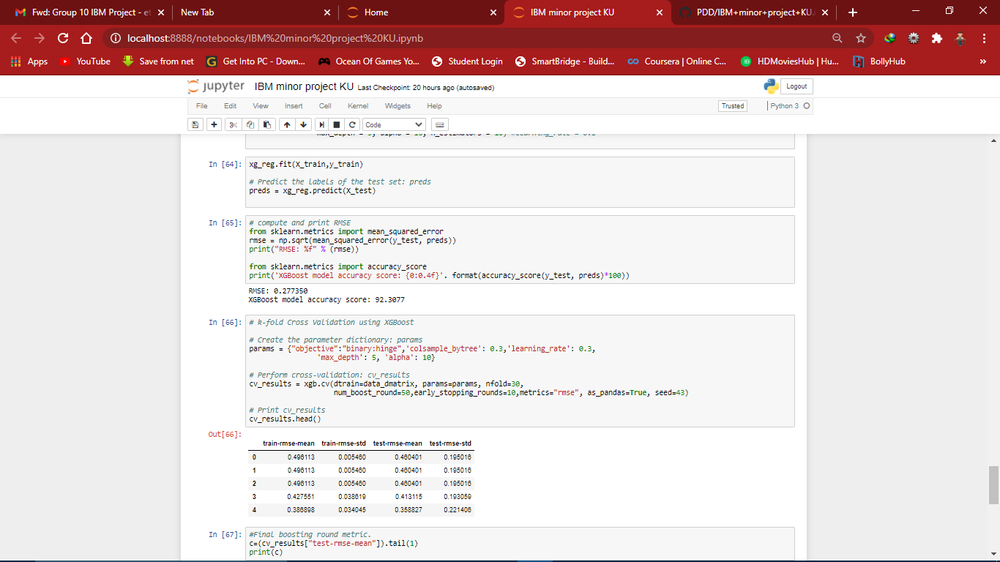 Fwd: Group 10 IBM Project - et
New Tab
Home
IBM minor project KU
PDD/IBM+minor+project+KU.i
localhost:8888/notebooks/IBM%20minor%20project%20KU.ipynb
Apps
YouTube
Save from net
Get Into PC - Down...
Ocean Of Games Yo...
Student Login
SmartBridge - Build...
Coursera | Online C...
HDMoviesHub | Hu...
BollyHub
»
jupyter IBM minor project KU Last Checkpoint: 20 hours ago (autosaved)
Logout
File Edit View Insert Cell Kernel Widgets Help
Trusted
Python 3
Code
In [64]:
xg_reg.fit(X_train,y_train)
# Predict the labels of the test set: preds
preds = xg_reg.predict(X_test)
In [65]:
# compute and print RMSE
from sklearn.metrics import mean_squared_error
rmse = np.sqrt(mean_squared_error(y_test, preds))
print("RMSE: %f" % (rmse))
from sklearn.metrics import accuracy_score
print('XGBoost model accuracy score: {0:0.4f}'. format(accuracy_score(y_test, preds)*100))
RMSE: 0.277350
XGBoost model accuracy score: 92.3077
In [66]:
# k-fold Cross Validation using XGBoost
# Create the parameter dictionary: params
params = {"objective":"binary:hinge",'colsample_bytree': 0.3,'learning_rate': 0.3,
'max_depth': 5, 'alpha': 10}
# Perform cross-validation: cv_results
cv_results = xgb.cv(dtrain=data_dmatrix, params=params, nfold=30,
num_boost_round=50,early_stopping_rounds=10,metrics="rmse", as_pandas=True, seed=43)
# Print cv_results
cv_results.head()
Out[66]:
train-rmse-mean train-rmse-std test-rmse-mean test-rmse-std
0 0.496113 0.005460 0.460401 0.195016
1 0.496113 0.005460 0.460401 0.195016
2 0.496113 0.005460 0.460401 0.195016
3 0.427551 0.038619 0.413115 0.193059
4 0.386898 0.034045 0.358827 0.221406
In [67]:
#Final boosting round metric.
c=(cv_results["test-rmse-mean"]).tail(1)
print(c)